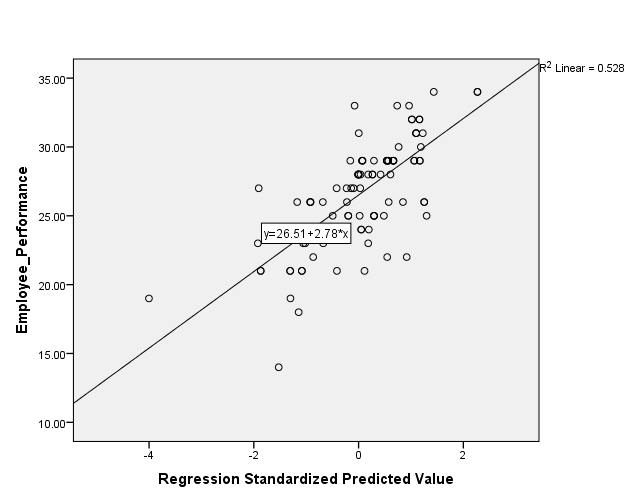 R² Linear = 0.528
35.00
30.00
25.00
20.00
15.00
10.00
Employee_Performance
y=26.51+2.78*x
-4
-2
0
2
Regression Standardized Predicted Value